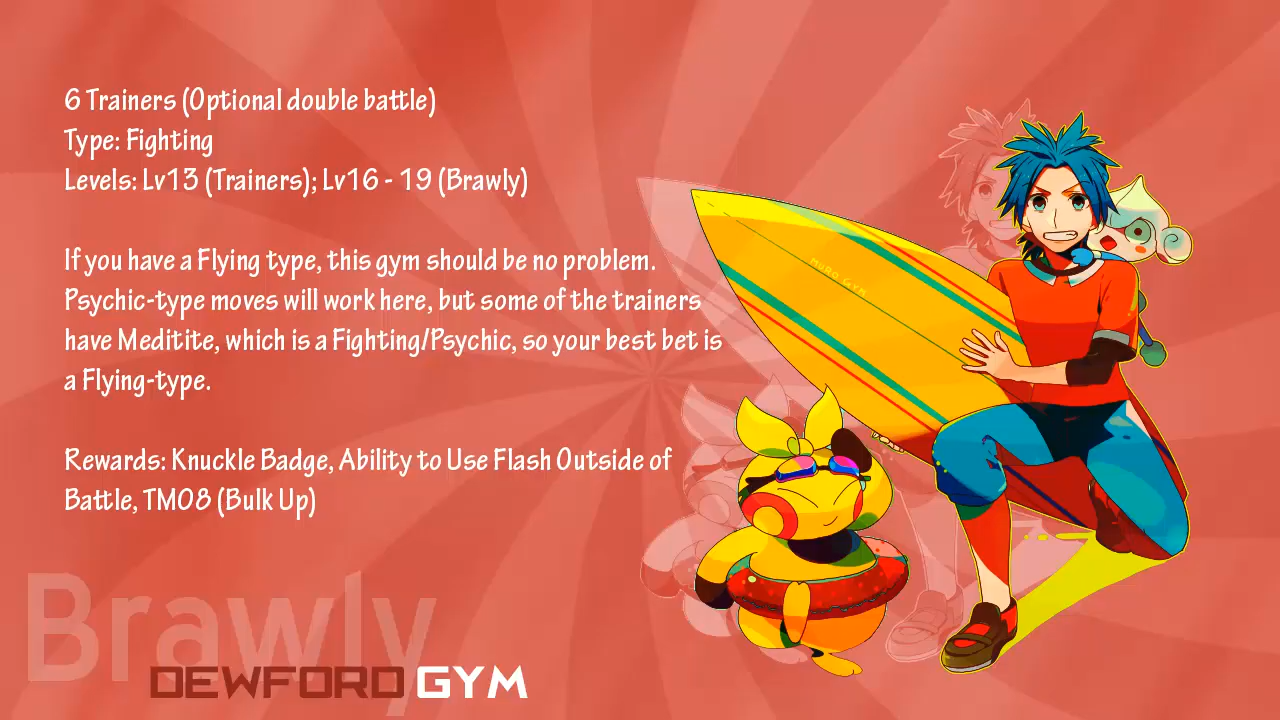 6 Trainers (Optional double battle)
Type: Fighting
Levels: Lv13 (Trainers); Lv16 - 19 (Brawly)
If you have a Flying type, this gym should be no problem.
Psychic-type moves will work here, but some of the trainers
have Meditite, which is a Fighting/Psychic, so your best bet is
a Flying-type.
Rewards: Knuckle Badge, Ability to Use Flash Outside of
Battle, TM08 (Bulk Up)
MURO GYM
Brawly
DEWFORD GYM